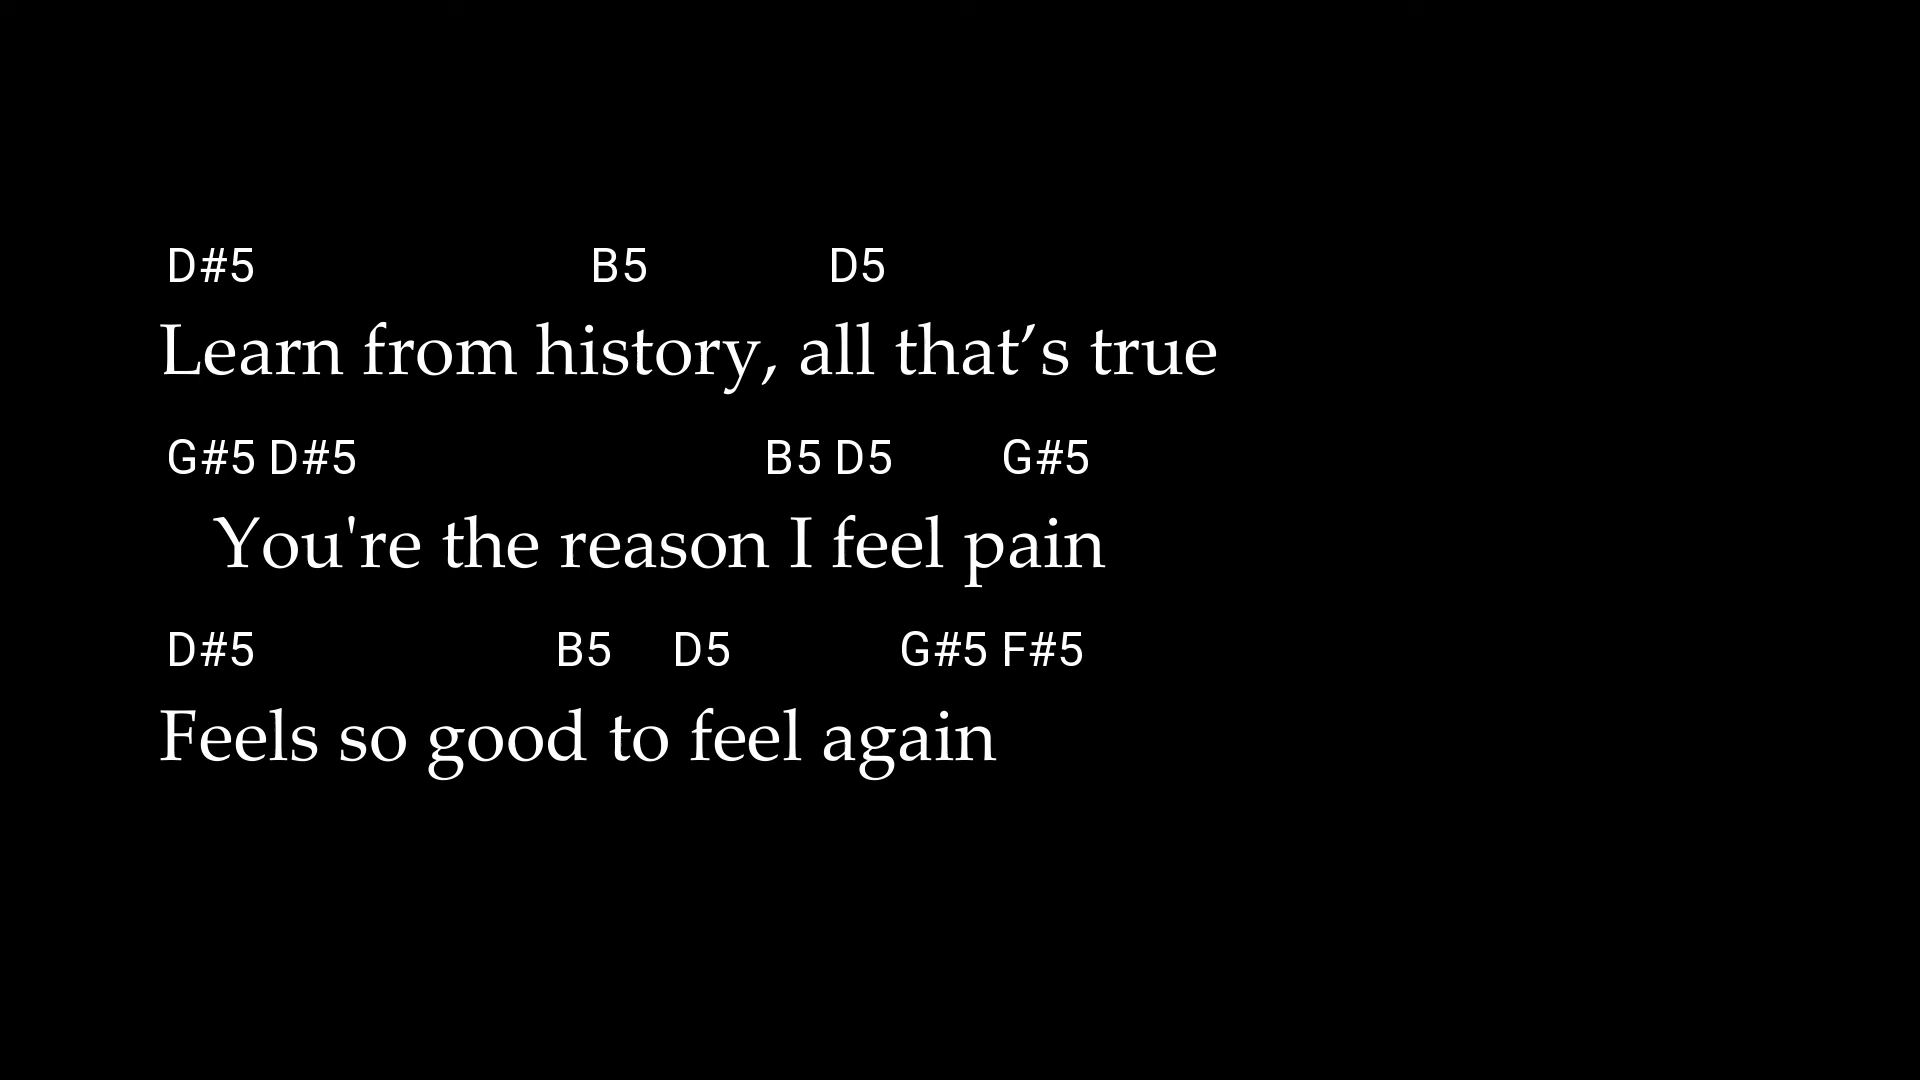 D#5 B5 D5
Learn from history, all that’s true
G#5 D#5 B5 D5 G#5
You're the reason I feel pain
D#5 B5 D5 G#5 F#5
Feels so good to feel again